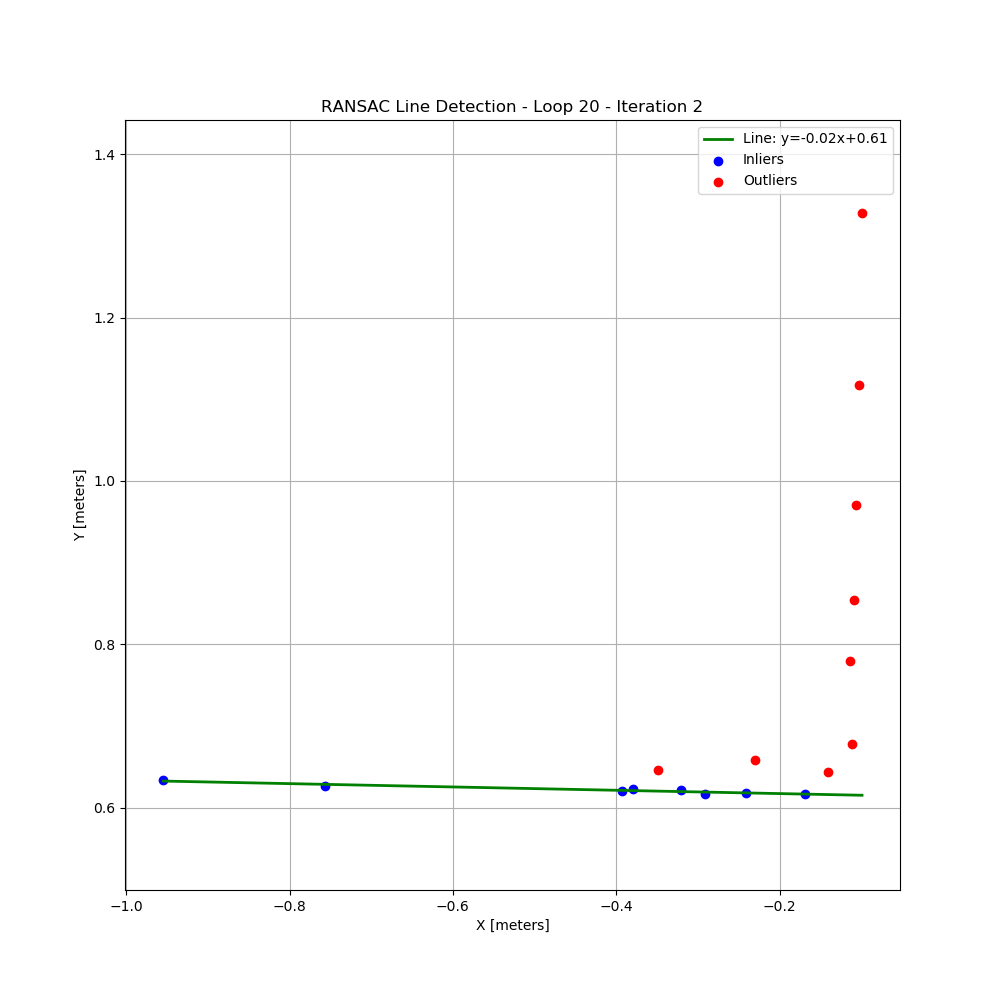 RANSAC Line Detection - Loop 20 - Iteration 2
Line: y=-0.02x+0.61
Inliers
Outliers
1.4
1.2
1.0
0.8
0.6
Y [meters]
−1.0 −0.8 −0.6 −0.4 −0.2
X [meters]